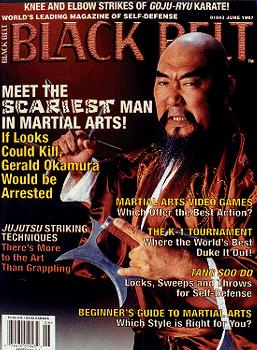 KNEE AND ELBOW STRIKES OF GOJU-RYU KARATE!
WORLD'S LEADING MAGAZINE OF SELF-DEFENSE
01043 JUNE 1997
BLACK BELT
BLACK BELT
TM
MEET THE
SCARIEST MAN
IN MARTIAL ARTS!
If Looks
Could Kill,
Gerald Okamura
Would be
Arrested
JUJUTSU STRIKING
TECHNIQUES
There's More
to the Art
Than Grappling
MARTIAL ARTS VIDEO GAMES
Which Offer the Best Action?
THE K-1 TOURNAMENT
Where the World's Best
Duke It Out!
TANG SOO DO
Locks, Sweeps and Throws
for Self-Defense
BEGINNER'S GUIDE TO MARTIAL ARTS
Which Style is Right for You?